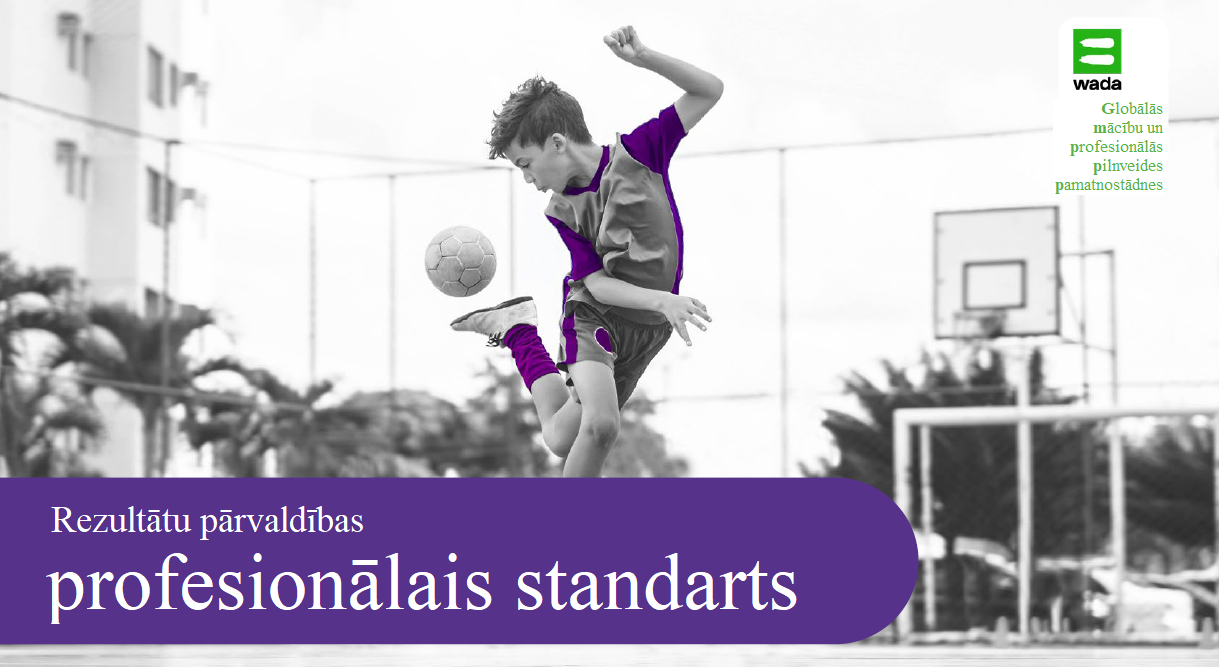 wada
Globālās
mācību un
profesionālās
pilnveides
pamatnostādnes
Rezultātu pārvaldības
profesionālais standarts